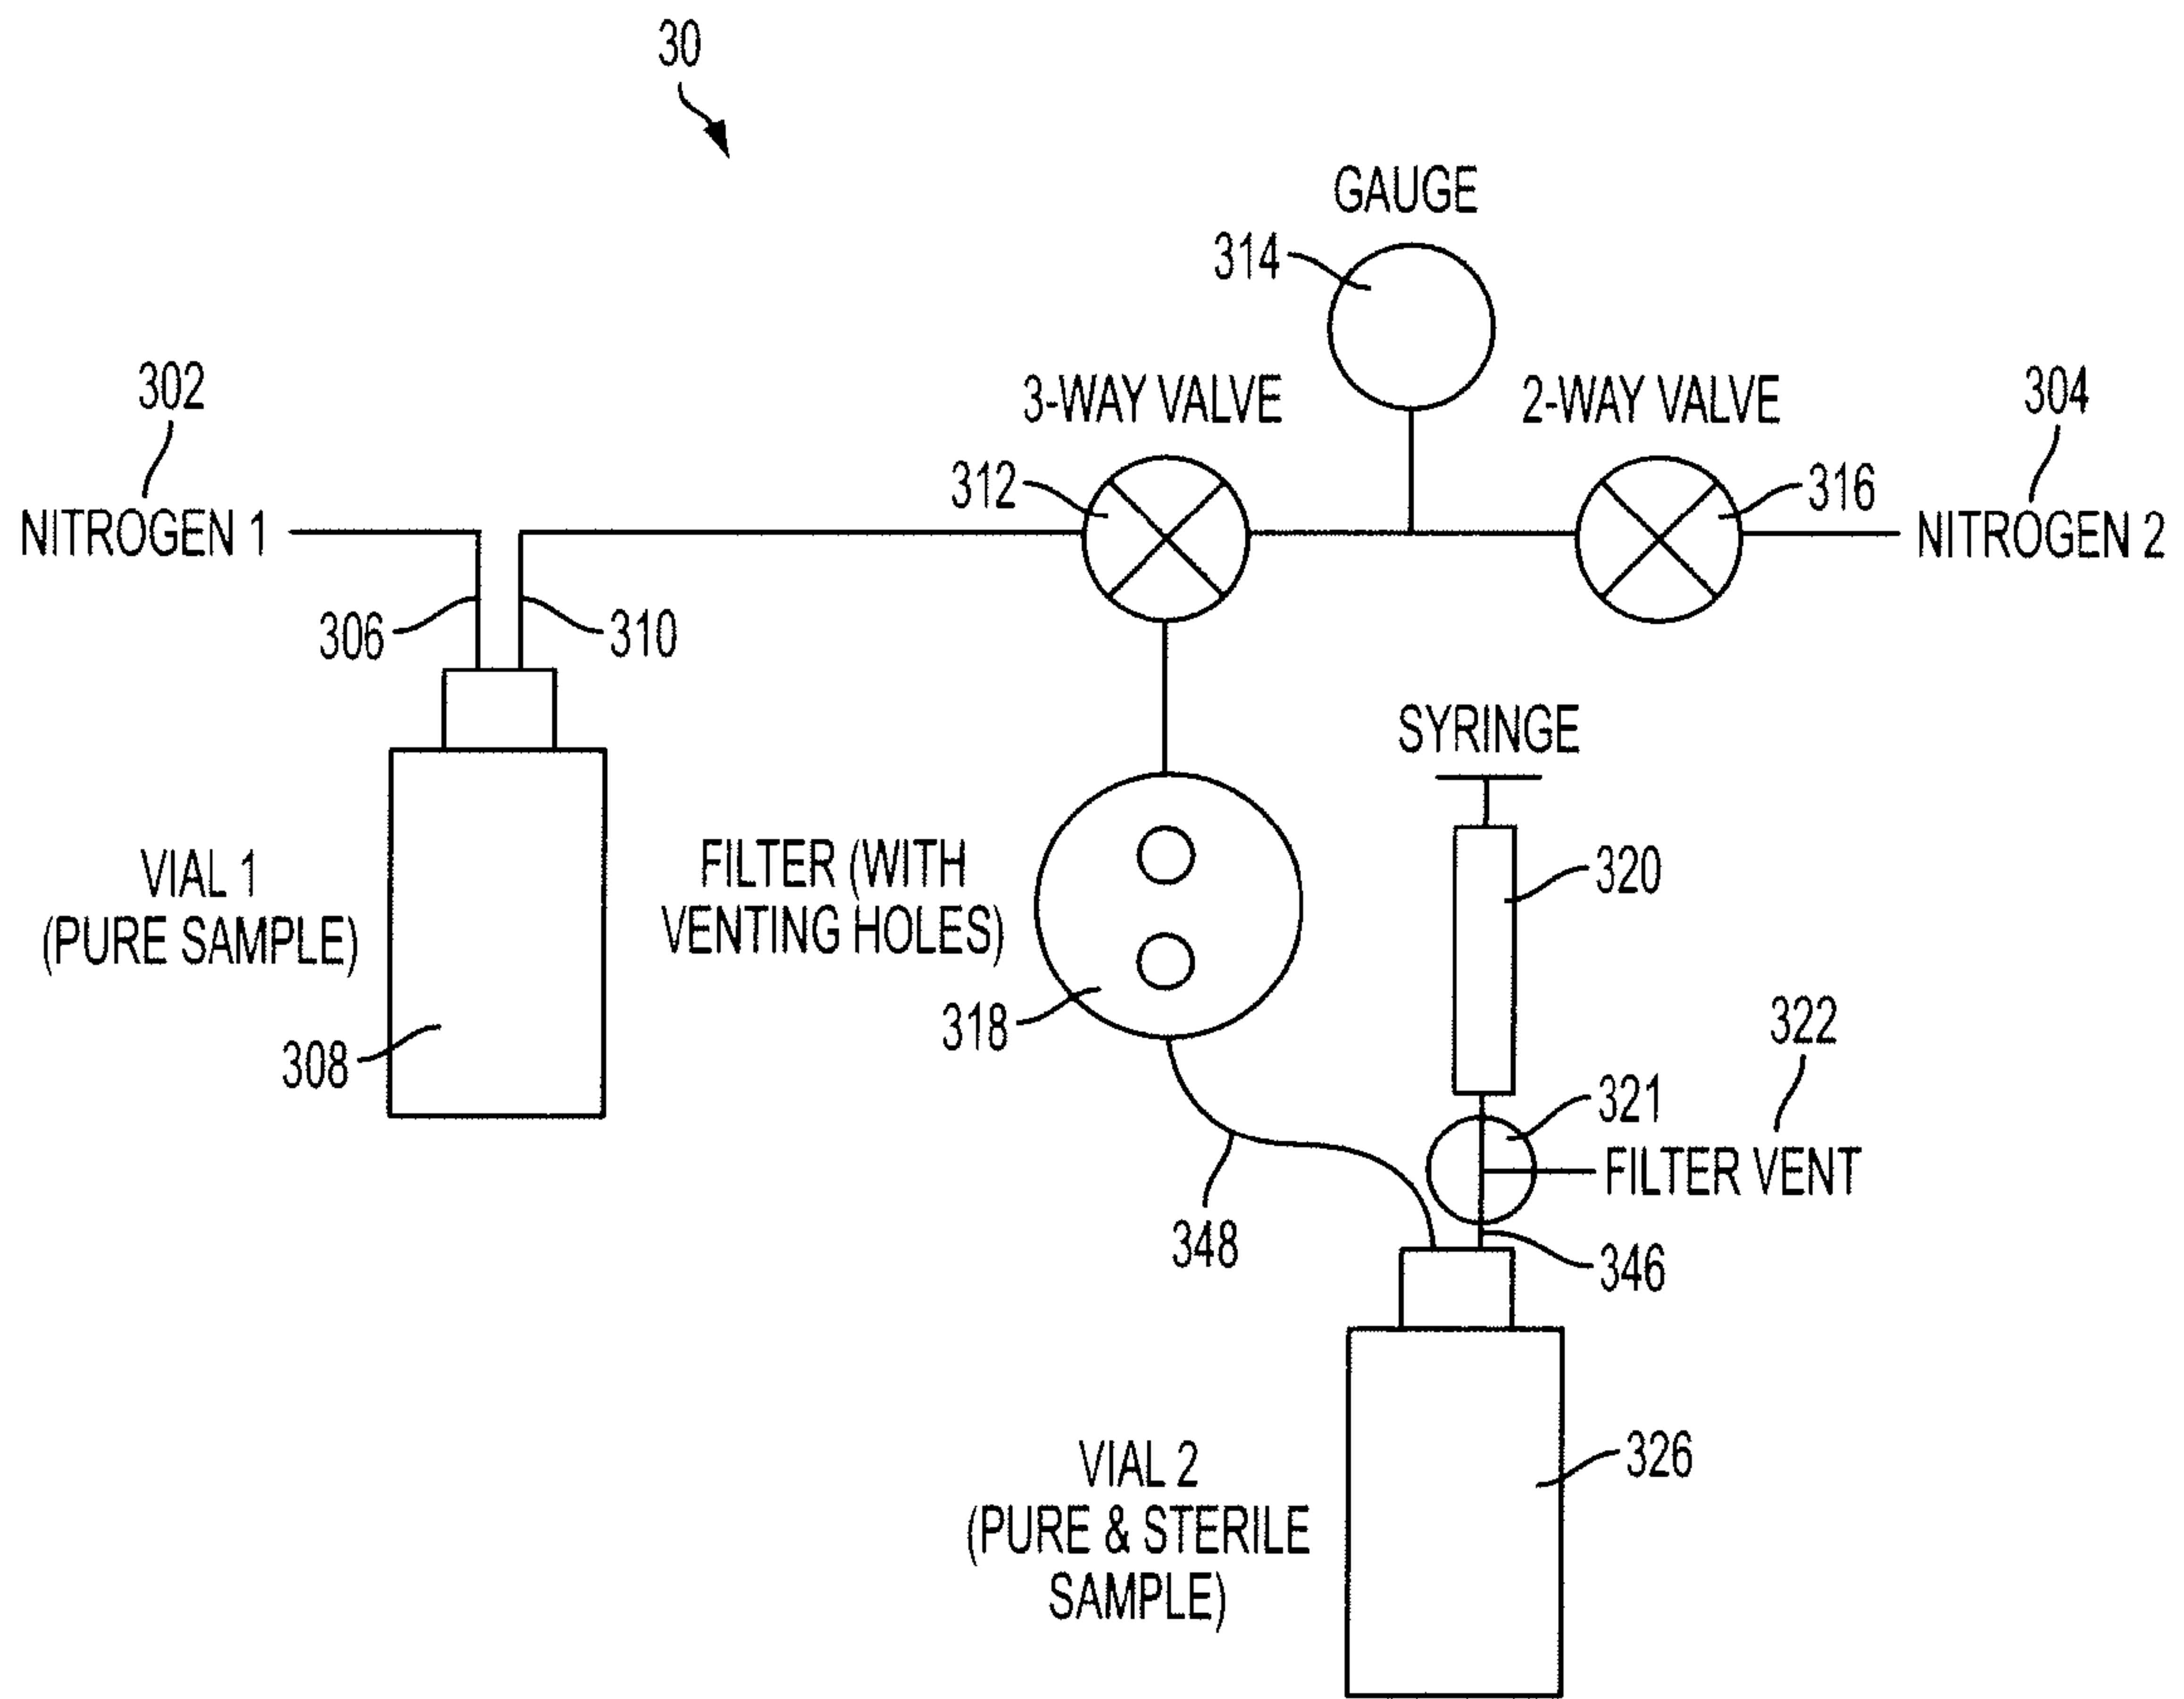 30
GAUGE
314
302
3-WAY VALVE
2-WAY VALVE
304
312
316
NITROGEN 1
NITROGEN 2
306
310
SYRINGE
VIAL 1
(PURE SAMPLE)
FILTER (WITH
VENTING HOLES)
320
318
322
308
321
FILTER VENT
348
346
VIAL 2
(PURE & STERILE
SAMPLE)
326